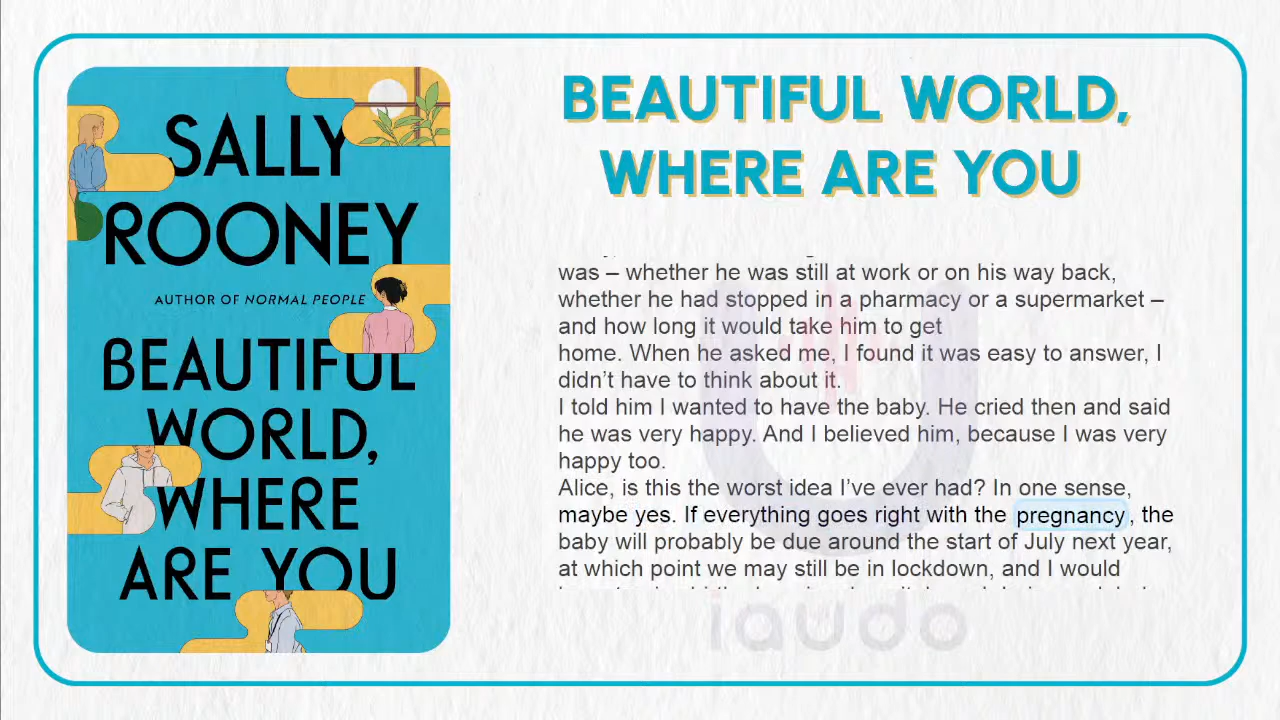 SALLY
ROONEY
AUTHOR OF NORMAL PEOPLE
BEAUTIFUL
WORLD,
WHERE
ARE YOU
BEAUTIFUL WORLD,
WHERE ARE YOU
was – whether he was still at work or on his way back,
whether he had stopped in a pharmacy or a supermarket –
and how long it would take him to get
home. When he asked me, I found it was easy to answer, I
didn’t have to think about it.
I told him I wanted to have the baby. He cried then and said
he was very happy. And I believed him, because I was very
happy too.
Alice, is this the worst idea I’ve ever had? In one sense,
maybe yes. If everything goes right with the pregnancy, the
baby will probably be due around the start of July next year,
at which point we may still be in lockdown, and I would
iaudo